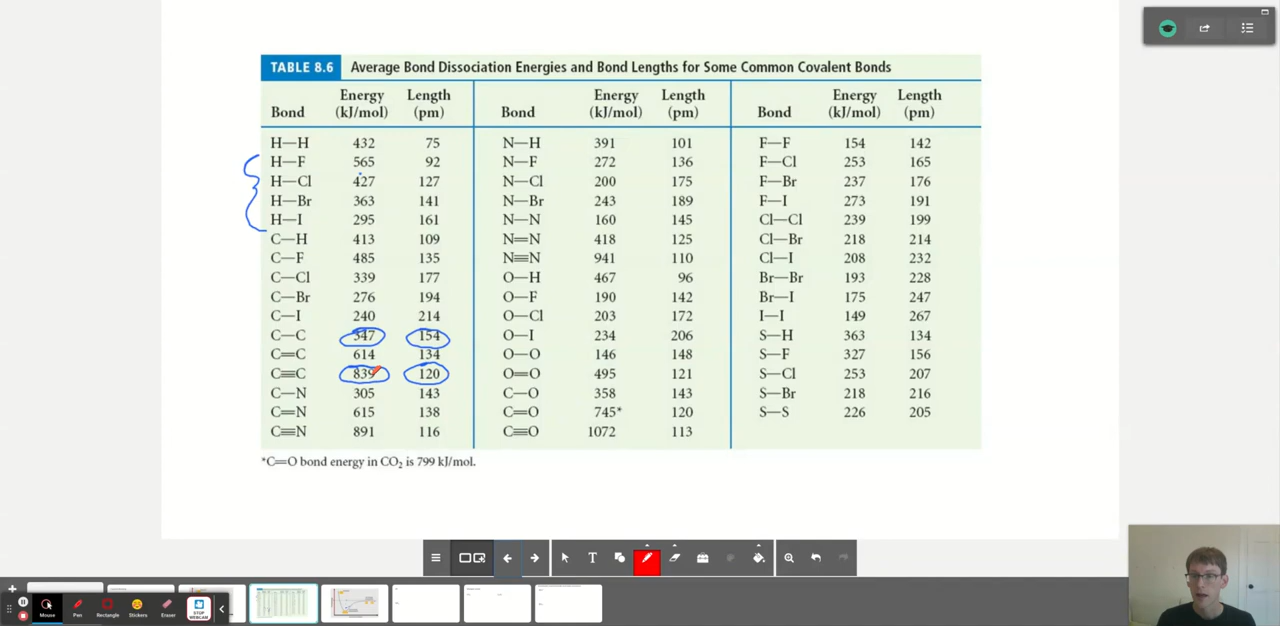 TABLE 8.6 Average Bond Dissociation Energies and Bond Lengths for Some Common Covalent Bonds
Bond Energy (kJ/mol) Length (pm) Bond Energy (kJ/mol) Length (pm) Bond Energy (kJ/mol) Length (pm)
H—H 432 75 N—H 391 101 F—F 154 142
H—F 565 92 N—F 272 136 F—Cl 253 165
H—Cl 427 127 N—Cl 200 175 F—Br 237 176
H—Br 363 141 N—Br 243 189 F—I 273 191
H—I 295 161 N—N 160 145 Cl—Cl 239 199
C—H 413 109 N=N 418 125 Cl—Br 218 214
C—F 485 135 N≡N 941 110 Cl—I 208 232
C—Cl 339 177 O—H 467 96 Br—Br 193 228
C—Br 276 194 O—F 190 142 Br—I 175 247
C—I 240 214 O—Cl 203 172 I—I 149 267
C—C 347 154 O—I 234 206 S—H 363 134
C=C 614 134 O—O 146 148 S—F 327 156
C≡C 839 120 O=O 495 121 S—Cl 253 207
C—N 305 143 C—O 358 143 S—Br 218 216
C=N 615 138 C=O 745* 120 S—S 226 205
C≡N 891 116 C≡O 1072 113
*C=O bond energy in CO₂ is 799 kJ/mol.
T
Mouse Pen Rectangle Stickers Eraser STOP WEBCAM